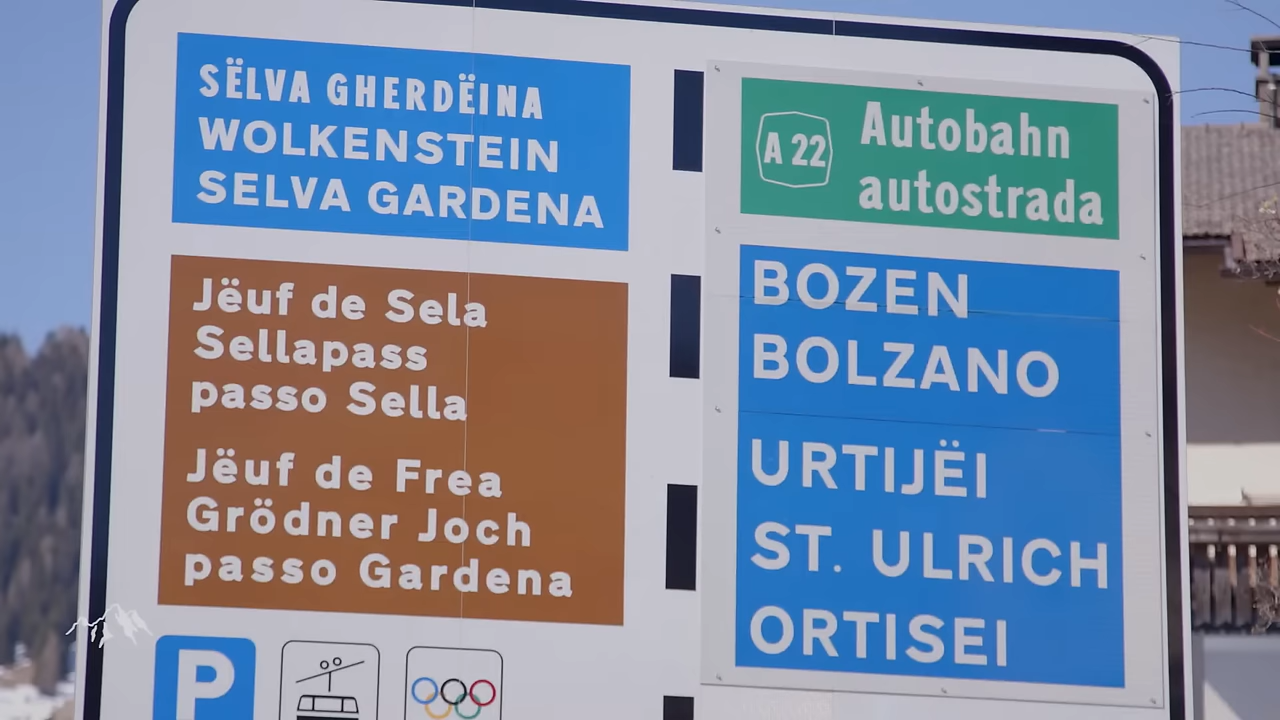 SËLVA GHERDËINA
WOLKENSTEIN
SELVA GARDENA
Jëuf de Sela
Sellapass
passo Sella
Jëuf de Frea
Grödner Joch
passo Gardena
P
A 22
Autobahn
autostrada
BOZEN
BOLZANO
URTIJËI
ST. ULRICH
ORTISEI